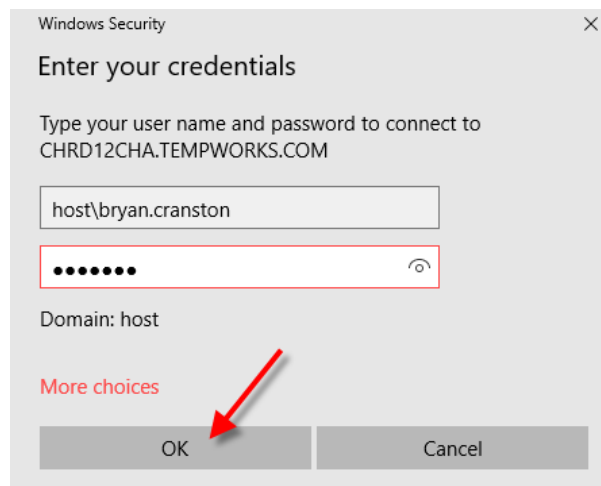 Windows Security
Enter your credentials
Type your user name and password to connect to
CHRD12CHA.TEMPWORKS.COM
host\bryan.cranston
●●●●●●●
Domain: host
More choices
OK
Cancel